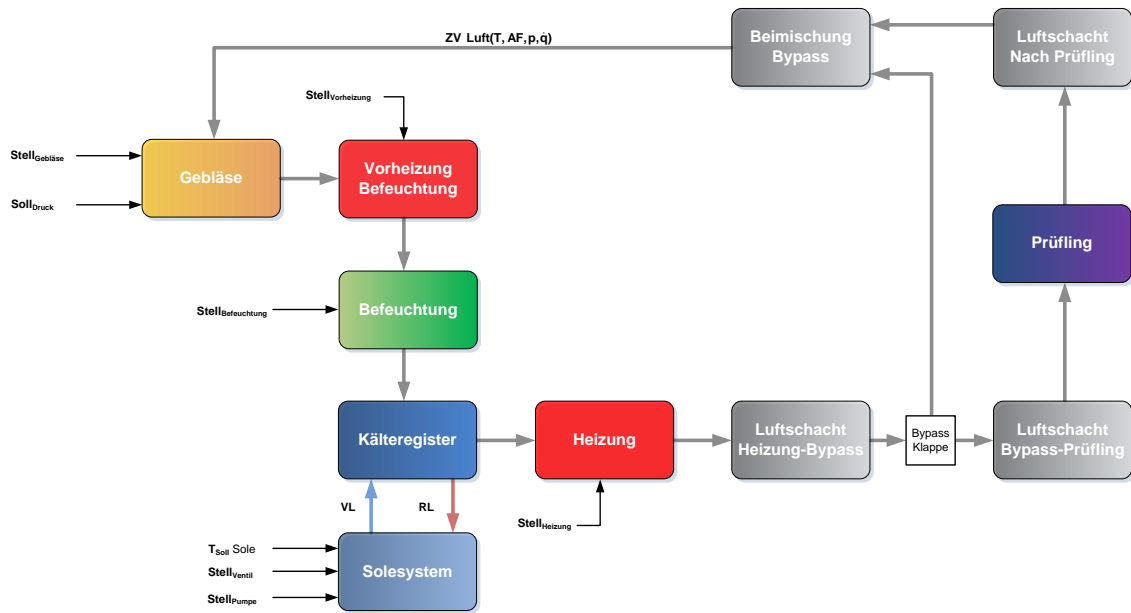 Beimischung
Bypass
Luftschacht
Nach Prüfling
ZV Luft(T, AF, p, q̇)
Stell_Vorheizung
Stell_Gebläse
Soll_Druck
Gebläse
Vorheizung
Befeuchtung
Prüfling
Stell_Befeuchtung
Befeuchtung
Kälteregister
Heizung
Luftschacht
Heizung-Bypass
Bypass
Klappe
Luftschacht
Bypass-Prüfling
VL
RL
Stell_Heizung
T_Soll Sole
Stell_Ventil
Stell_Pumpe
Solesystem